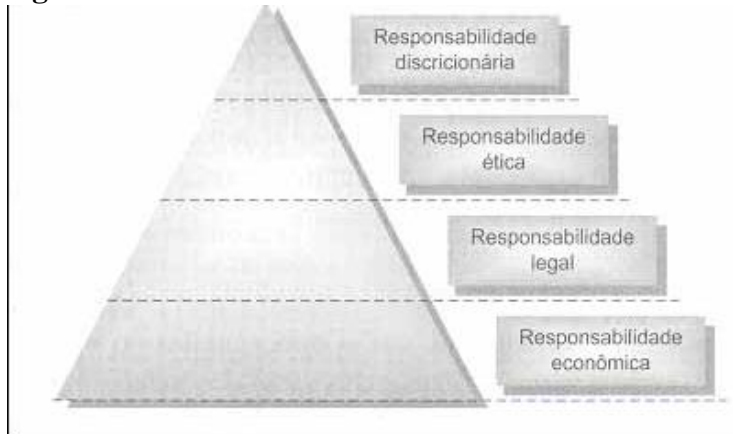 Responsabilidade
discricionária
Responsabilidade
ética
Responsabilidade
legal
Responsabilidade
econômica